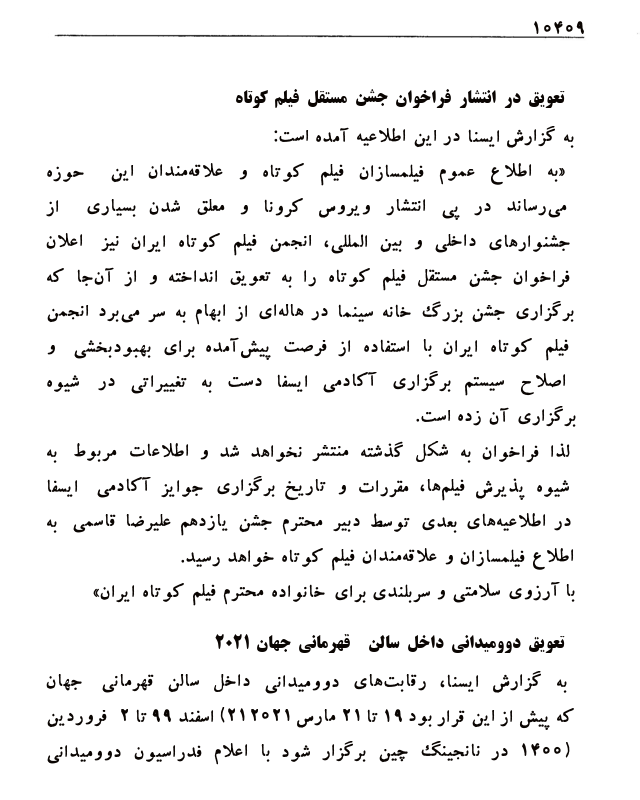 ۱۰۴۰۹
تعویق در انتشار فراخوان جشن مستقل فیلم کوتاه
به گزارش ایسنا در این اطلاعیه آمده است:
«به اطلاع عموم فیلمسازان فیلم کوتاه و علاقه‌مندان این حوزه
می‌رساند در پی انتشار ویروس کرونا و معلق شدن بسیاری از
جشنوارهای داخلی و بین المللی، انجمن فیلم کوتاه ایران نیز اعلان
فراخوان جشن مستقل فیلم کوتاه را به تعویق انداخته و از آن‌جا که
برگزاری جشن بزرگ خانه سینما در هاله‌ای از ابهام به سر می‌برد انجمن
فیلم کوتاه ایران با استفاده از فرصت پیش‌آمده برای بهبودبخشی و
اصلاح سیستم برگزاری آکادمی ایسفا دست به تغییراتی در شیوه
برگزاری آن زده است.
لذا فراخوان به شکل گذشته منتشر نخواهد شد و اطلاعات مربوط به
شیوه پذیرش فیلم‌ها، مقررات و تاریخ برگزاری جوایز آکادمی ایسفا
در اطلاعیه‌های بعدی توسط دبیر محترم جشن یازدهم علیرضا قاسمی به
اطلاع فیلمسازان و علاقه‌مندان فیلم کوتاه خواهد رسید.
با آرزوی سلامتی و سربلندی برای خانواده محترم فیلم کوتاه ایران»
تعویق دوومیدانی داخل سالن قهرمانی جهان ۲۰۲۱
به گزارش ایسنا، رقابت‌های دوومیدانی داخل سالن قهرمانی جهان
که پیش از این قرار بود ۱۹ تا ۲۱ مارس ۲۰۲۱(۲۱ اسفند ۹۹ تا ۲ فروردین
۱۴۰۰) در نانجینگ چین برگزار شود با اعلام فدراسیون دوومیدانی